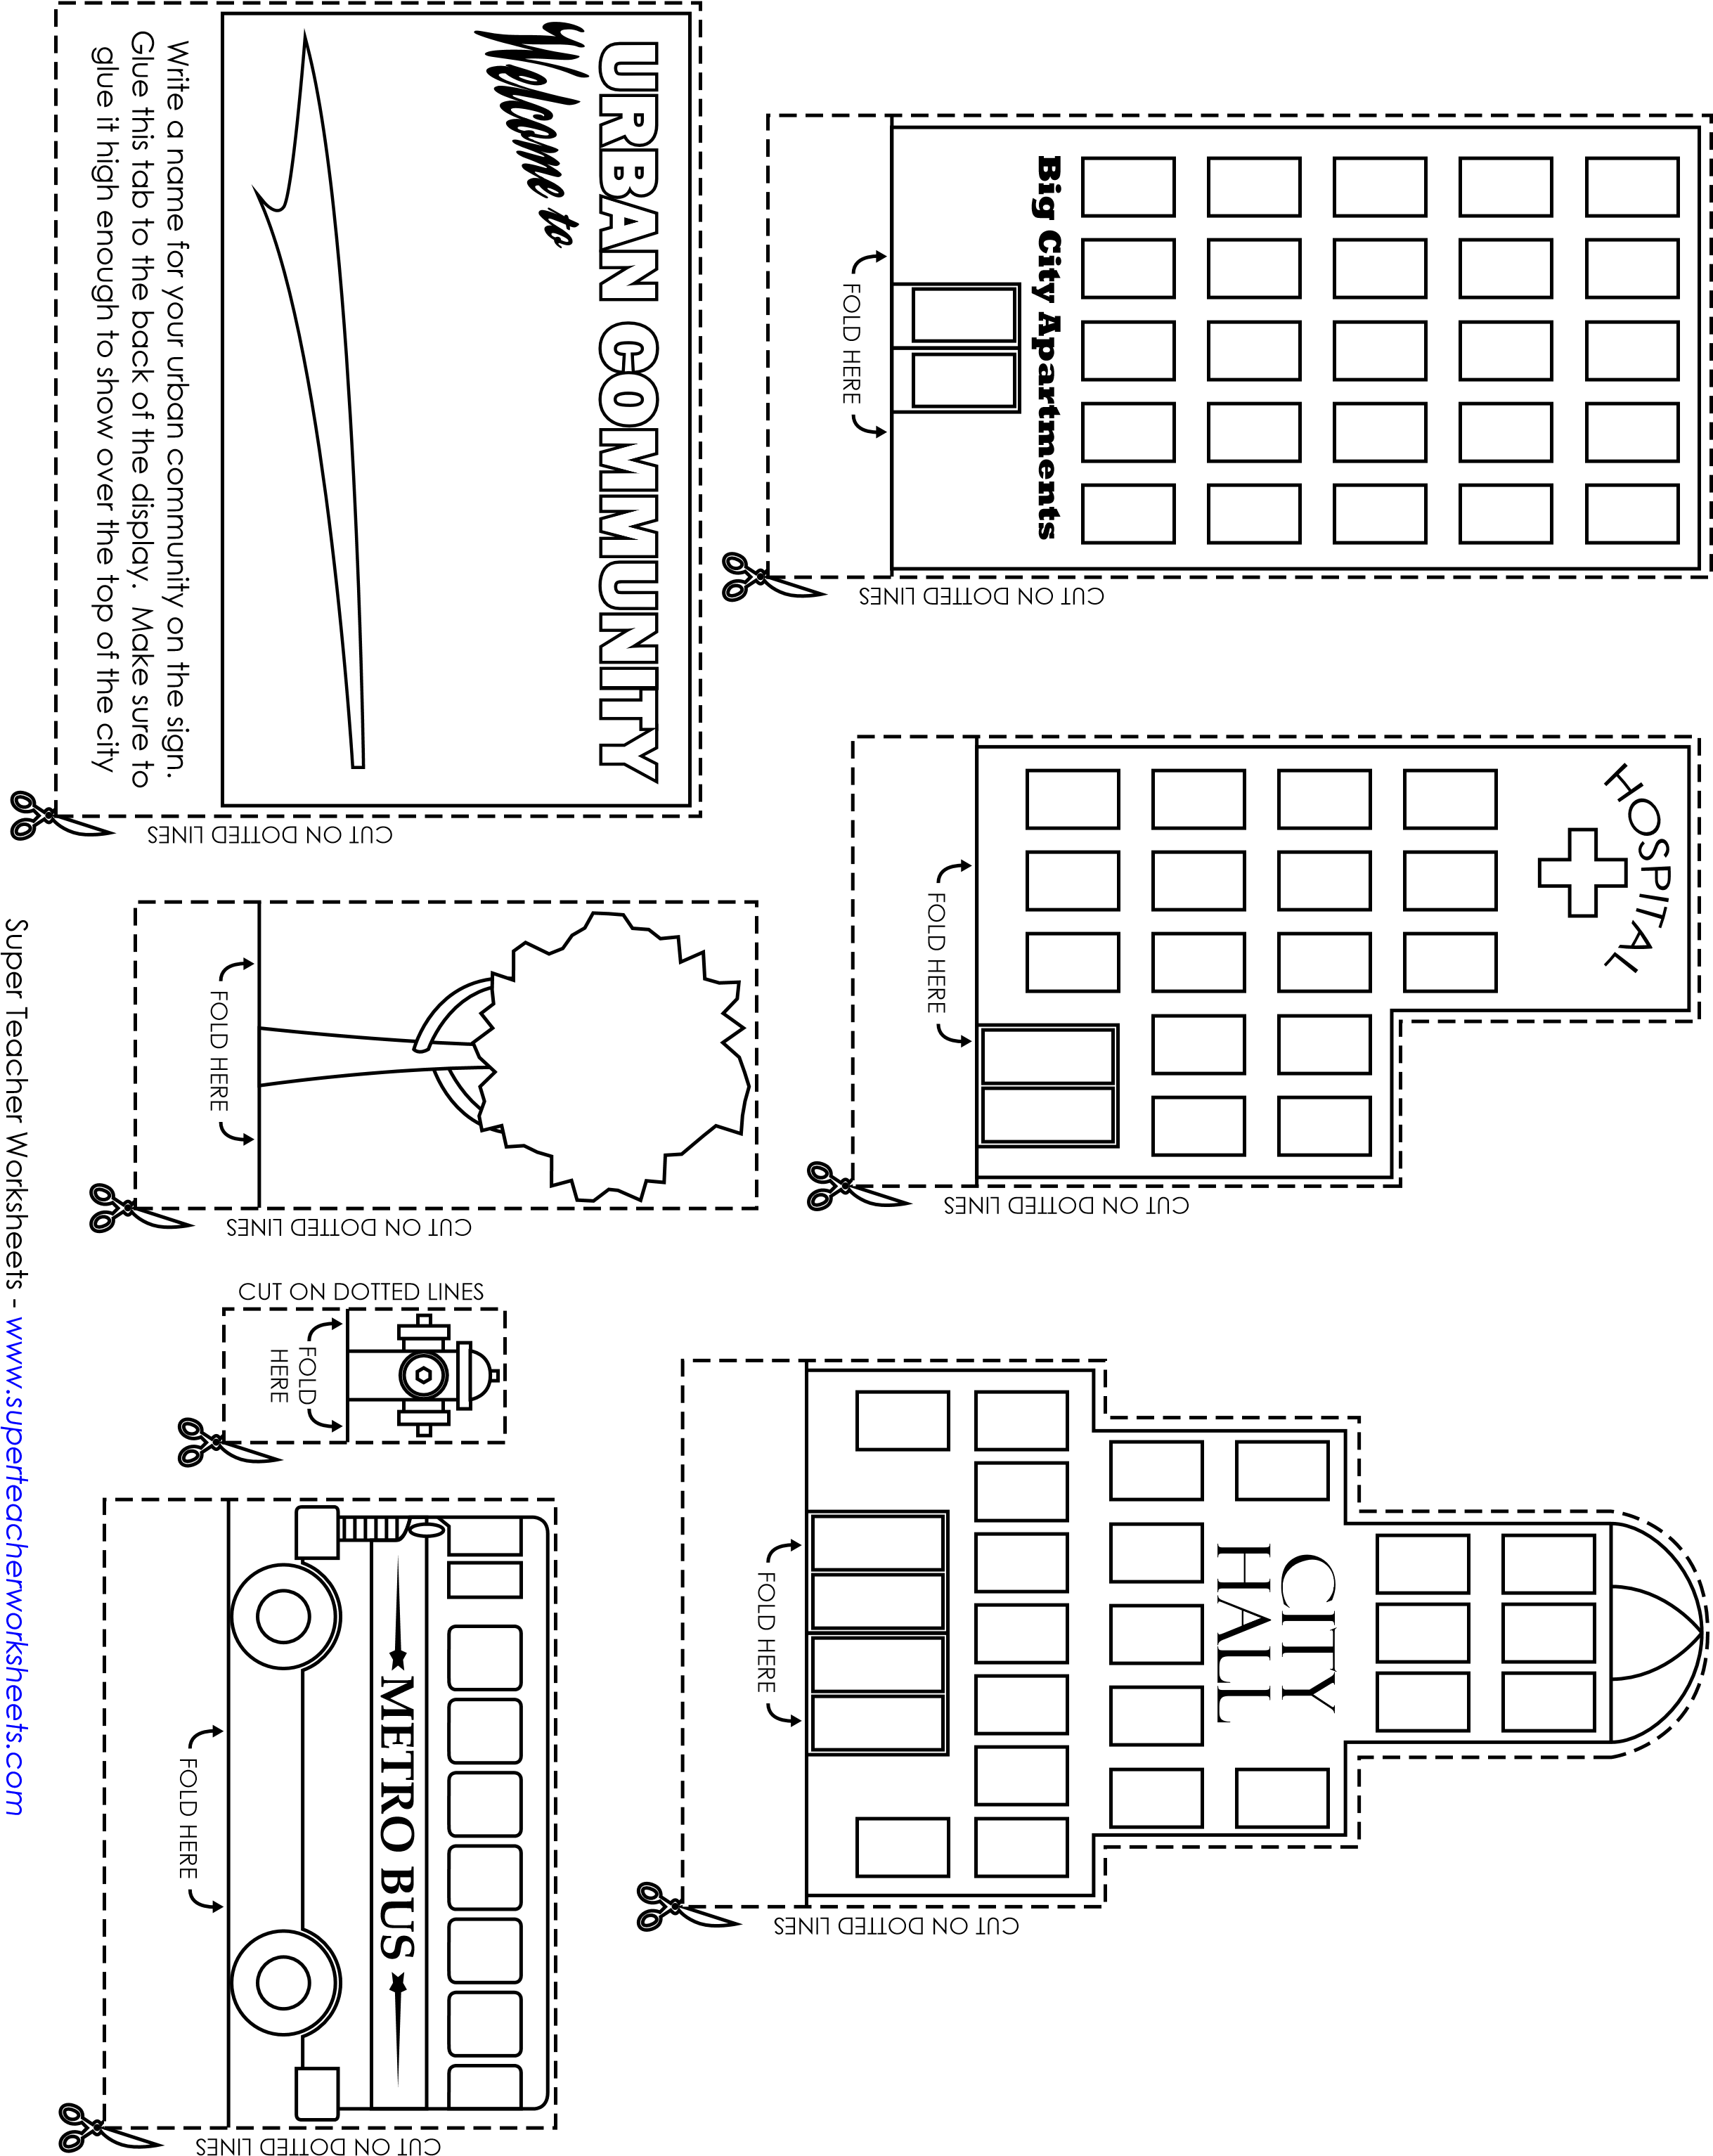 Big City Apartments
FOLD HERE
CUT ON DOTTED LINES
HOSPITAL
FOLD HERE
CUT ON DOTTED LINES
CITY
HALL
FOLD HERE
CUT ON DOTTED LINES
URBAN COMMUNITY
Welcome to
Write a name for your urban community on the sign.
Glue this tab to the back of the display. Make sure to
glue it high enough to show over the top of the city
CUT ON DOTTED LINES
FOLD HERE
CUT ON DOTTED LINES
CUT ON DOTTED LINES
FOLD
HERE
METRO BUS
FOLD HERE
CUT ON DOTTED LINES
Super Teacher Worksheets - www.superteacherworksheets.com